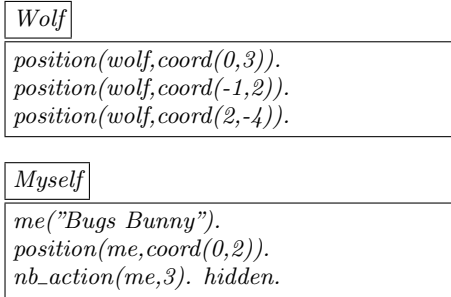 Wolf
position(wolf,coord(0,3)).
position(wolf,coord(-1,2)).
position(wolf,coord(2,-4)).
Myself
me("Bugs Bunny").
position(me,coord(0,2)).
nb_action(me,3). hidden.